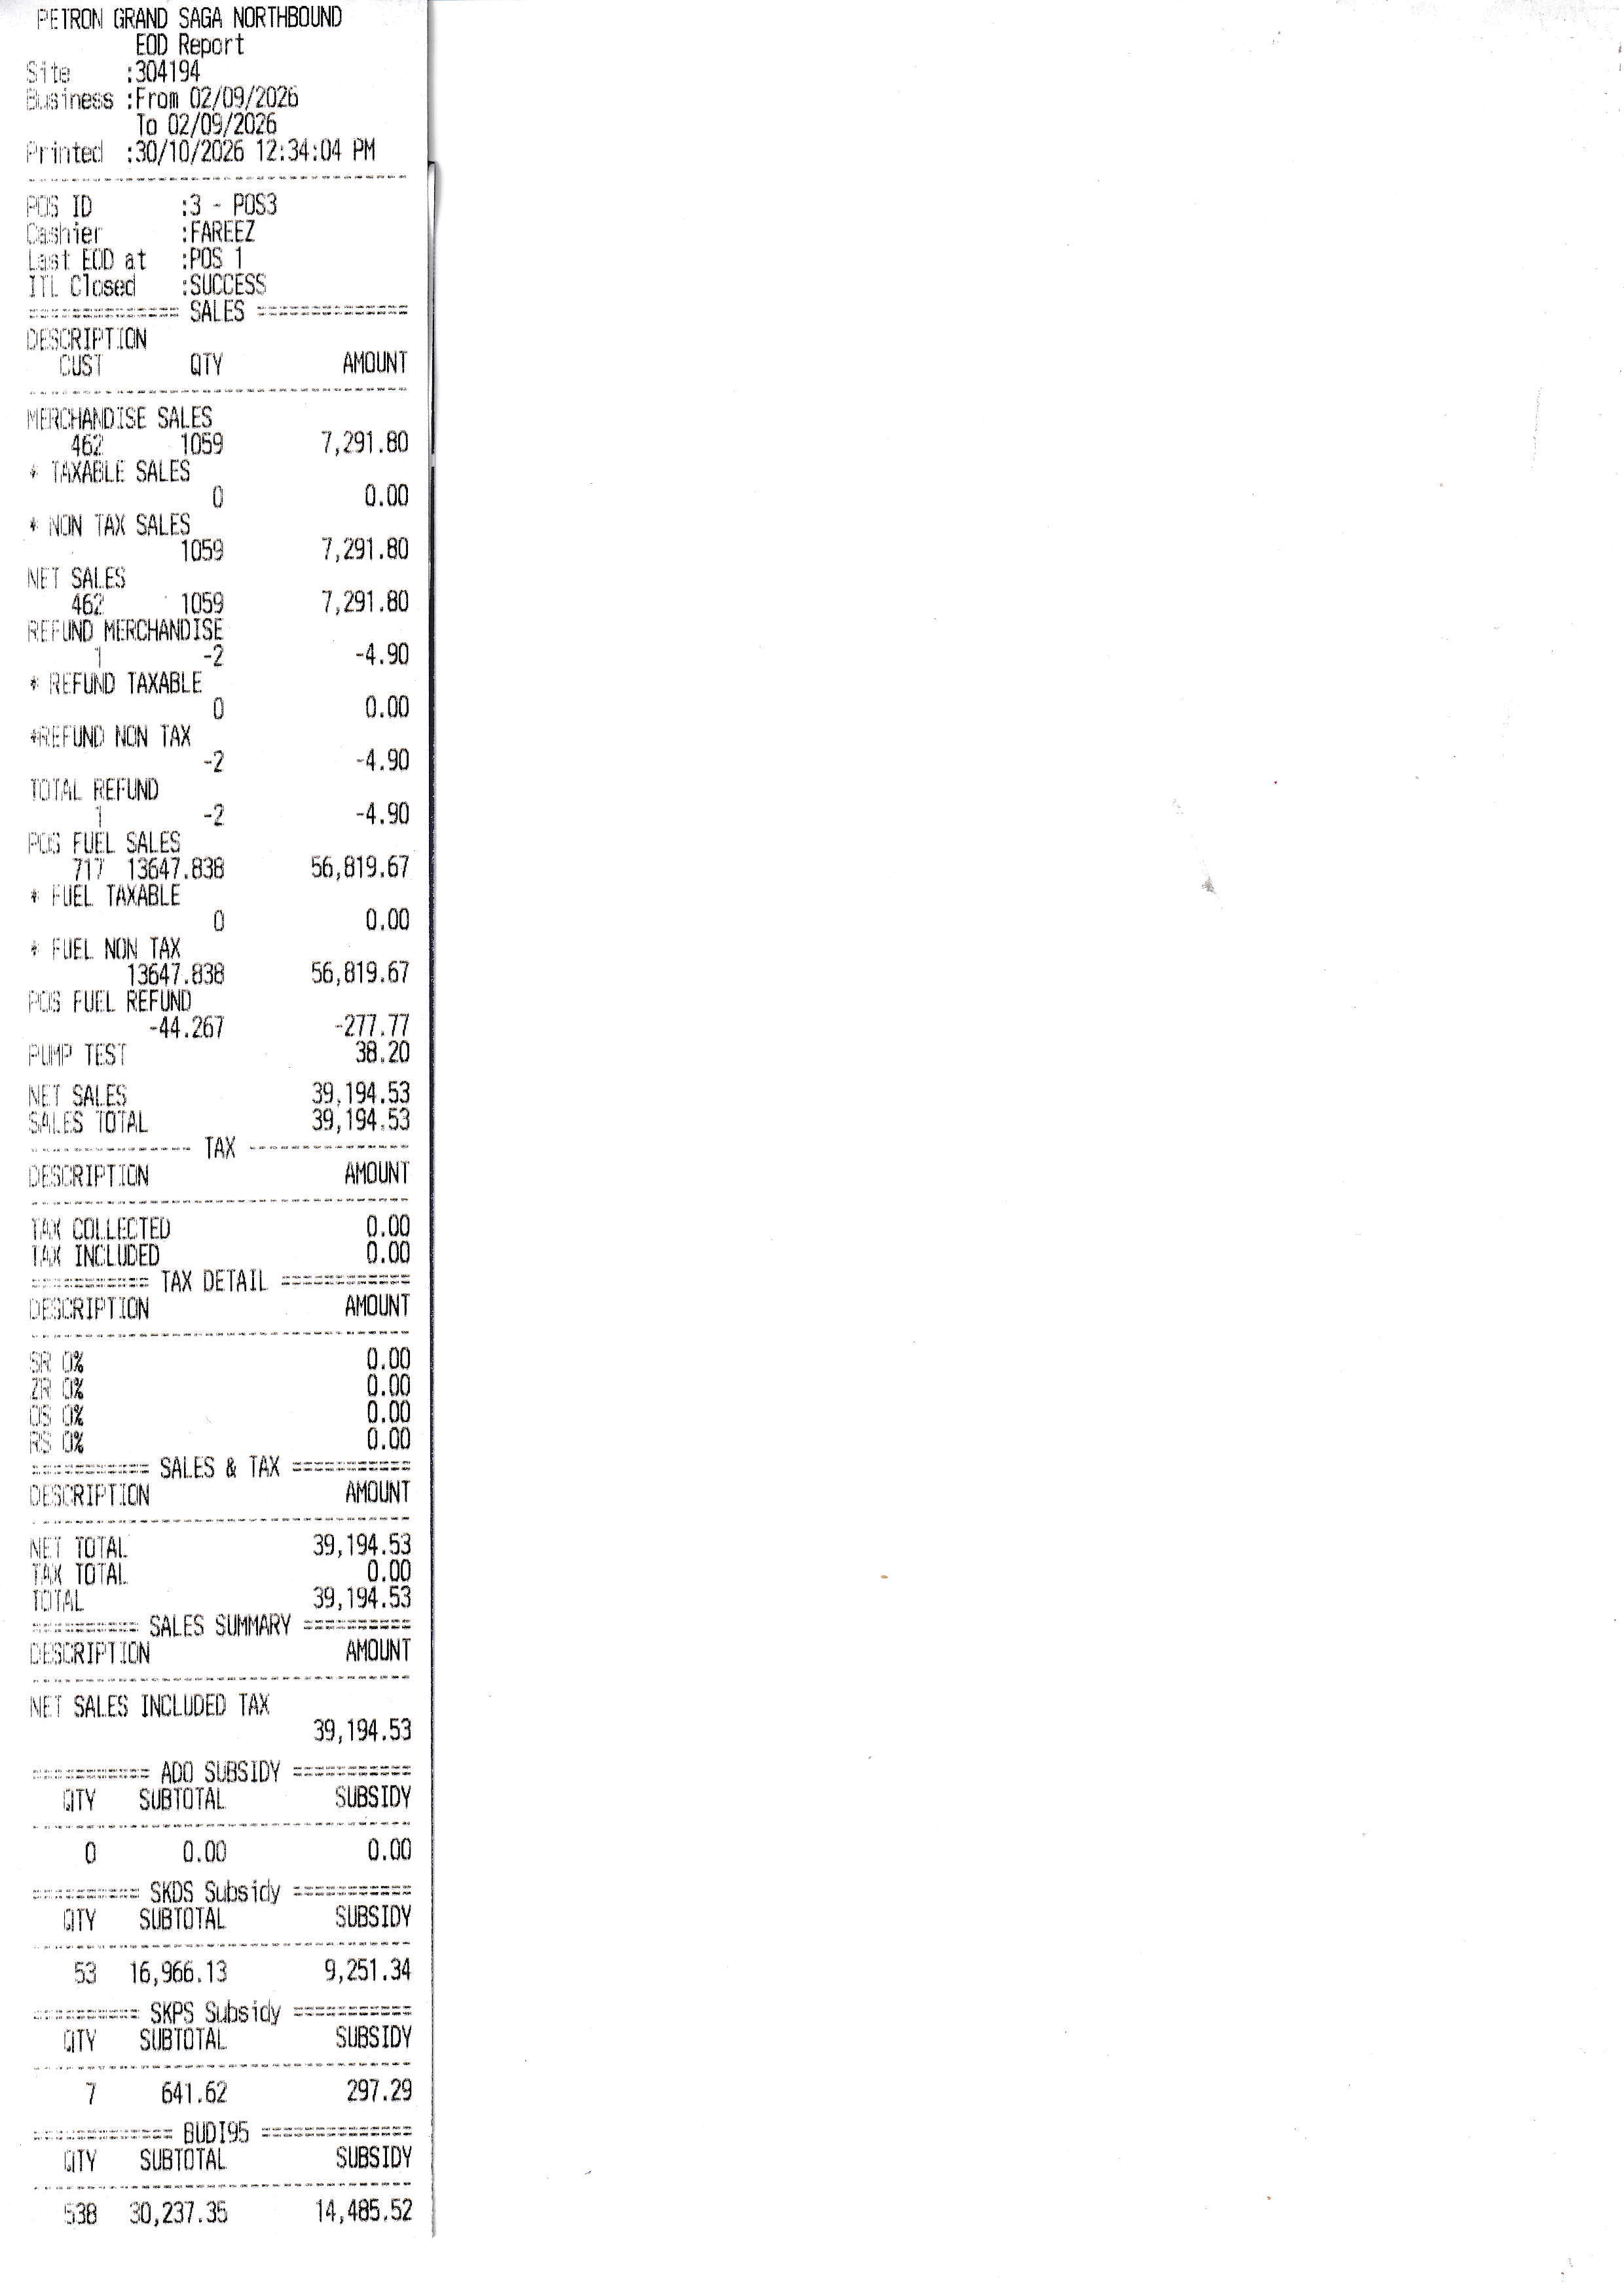 PETRON GRAND SAGA NORTHBOUND
EOD Report
Site :304194
Business :From 02/09/2026
To 02/09/2026
Printed :30/10/2026 12:34:04 PM
POS ID :3 - POS3
Cashier :FAREEZ
Last EOD at :POS 1
ITL Closed :SUCCESS
============= SALES =============
DESCRIPTION
CUST QTY AMOUNT
MERCHANDISE SALES
462 1059 7,291.80
* TAXABLE SALES
0 0.00
* NON TAX SALES
1059 7,291.80
NET SALES
462 1059 7,291.80
REFUND MERCHANDISE
1 -2 -4.90
* REFUND TAXABLE
0 0.00
*REFUND NON TAX
-2 -4.90
TOTAL REFUND
1 -2 -4.90
POS FUEL SALES
717 13647.838 56,819.67
* FUEL TAXABLE
0 0.00
* FUEL NON TAX
13647.838 56,819.67
POS FUEL REFUND
-44.267 -277.77
PUMP TEST 38.20
NET SALES 39,194.53
SALES TOTAL 39,194.53
--------------- TAX ---------------
DESCRIPTION AMOUNT
TAX COLLECTED 0.00
TAX INCLUDED 0.00
=========== TAX DETAIL ============
DESCRIPTION AMOUNT
SR 0% 0.00
ZR 0% 0.00
OS 0% 0.00
RS 0% 0.00
=========== SALES & TAX ===========
DESCRIPTION AMOUNT
NET TOTAL 39,194.53
TAX TOTAL 0.00
TOTAL 39,194.53
========== SALES SUMMARY ==========
DESCRIPTION AMOUNT
NET SALES INCLUDED TAX
39,194.53
=========== ADO SUBSIDY ===========
QTY SUBTOTAL SUBSIDY
0 0.00 0.00
========== SKDS Subsidy ===========
QTY SUBTOTAL SUBSIDY
53 16,966.13 9,251.34
========== SKPS Subsidy ===========
QTY SUBTOTAL SUBSIDY
7 641.62 297.29
============= BUDI95 ==============
QTY SUBTOTAL SUBSIDY
538 30,237.35 14,485.52